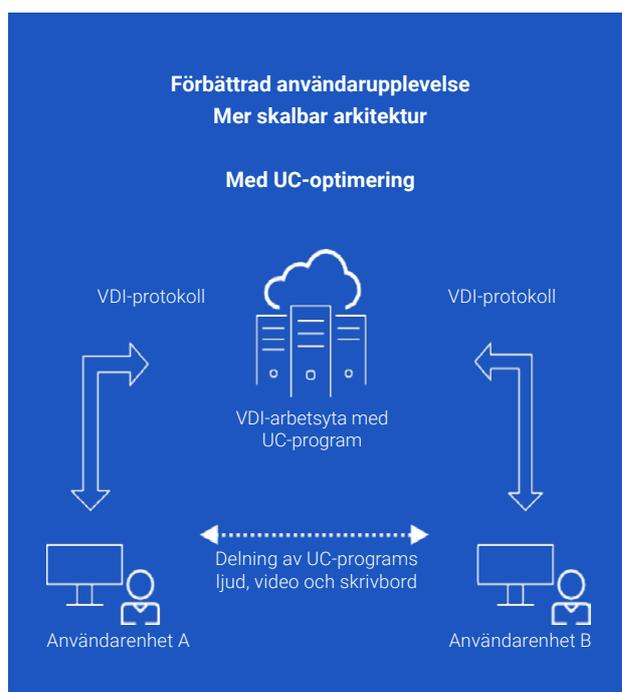 Förbättrad användarupplevelse
Mer skalbar arkitektur
Med UC-optimering
VDI-protokoll
VDI-protokoll
VDI-arbetsyta med
UC-program
Delning av UC-programs
ljud, video och skrivbord
Användarenhet A
Användarenhet B